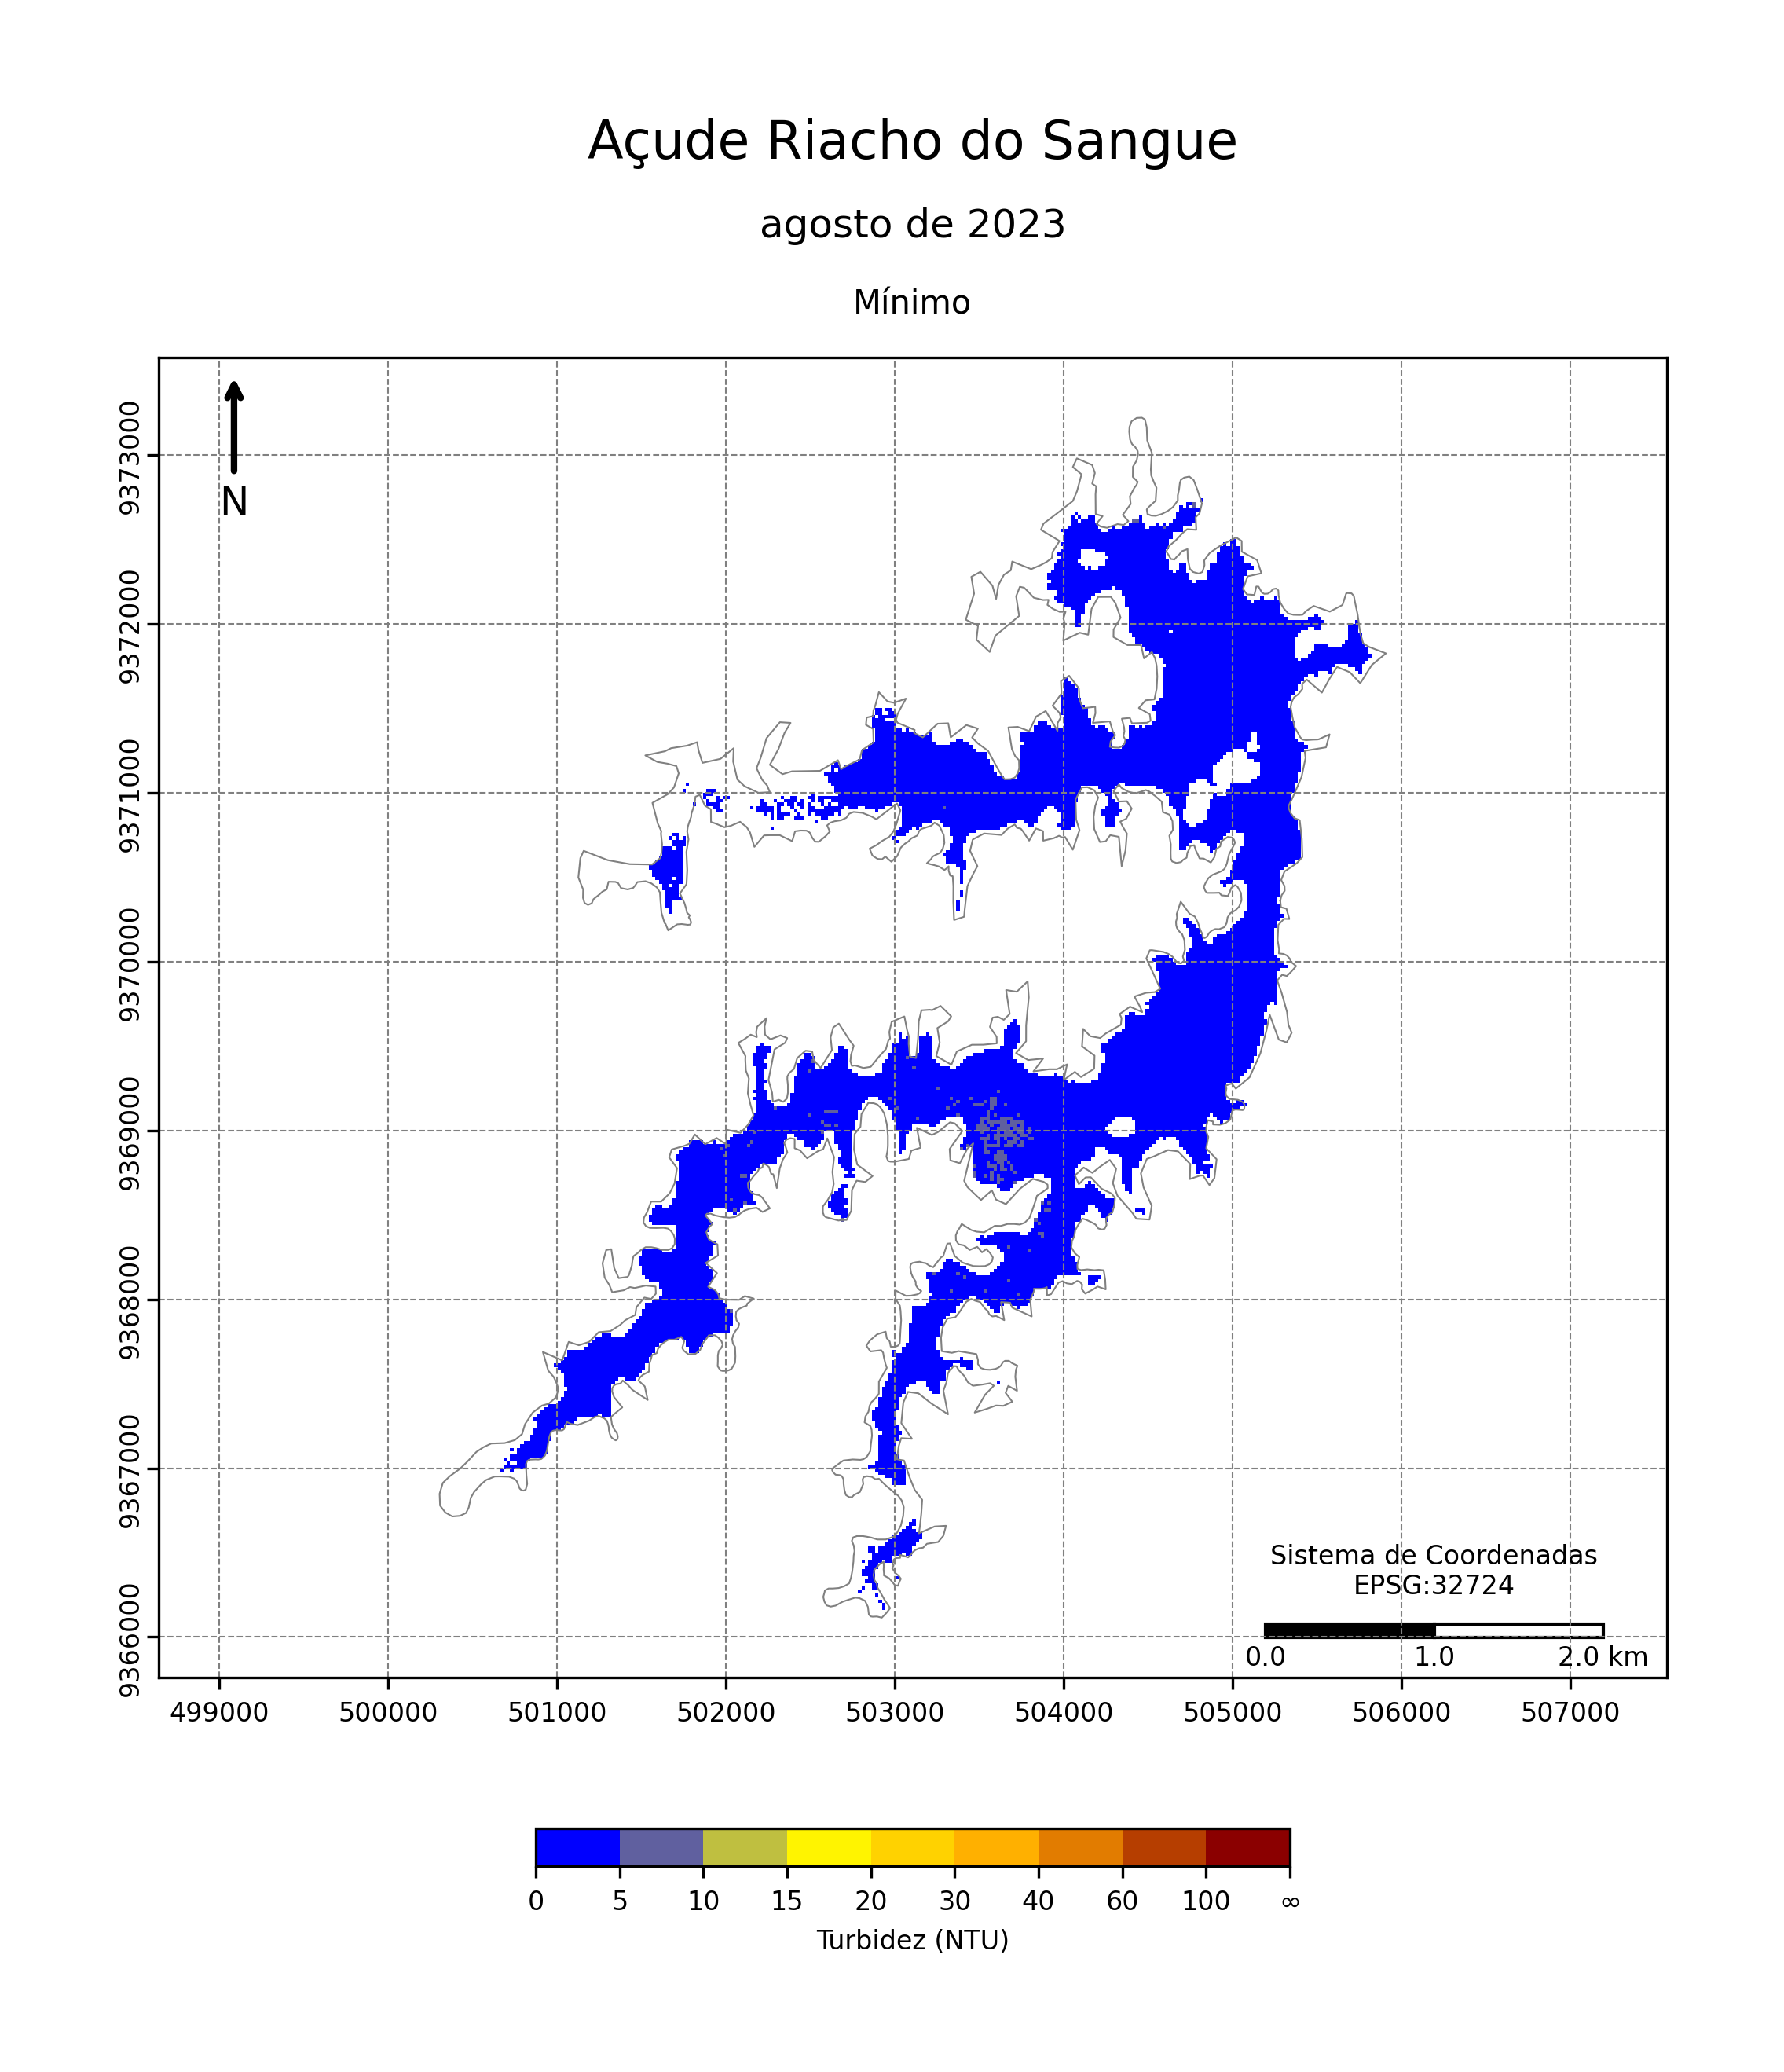 Açude Riacho do Sangue
agosto de 2023
Mínimo
N
9373000
9372000
9371000
9370000
9369000
9368000
9367000
9366000
Sistema de Coordenadas
EPSG:32724
0.0 1.0 2.0 km
499000 500000 501000 502000 503000 504000 505000 506000 507000
0 5 10 15 20 30 40 60 100 ∞
Turbidez (NTU)